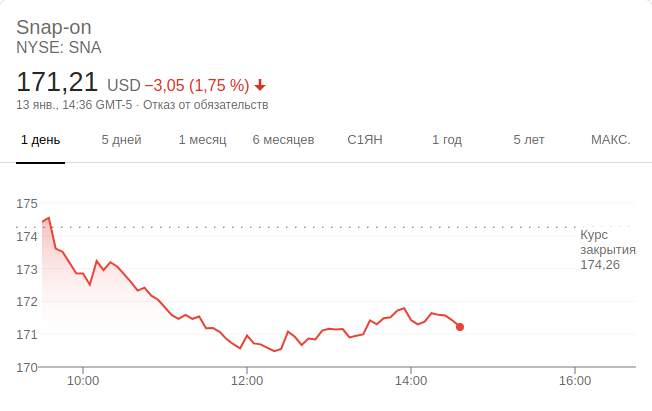 Snap-on
NYSE: SNA
171,21 USD −3,05 (1,75 %)
13 янв., 14:36 GMT-5 · Отказ от обязательств
1 день 5 дней 1 месяц 6 месяцев С1ЯН 1 год 5 лет МАКС.
175
174
173
172
171
170
Курс
закрытия
174,26
10:00 12:00 14:00 16:00